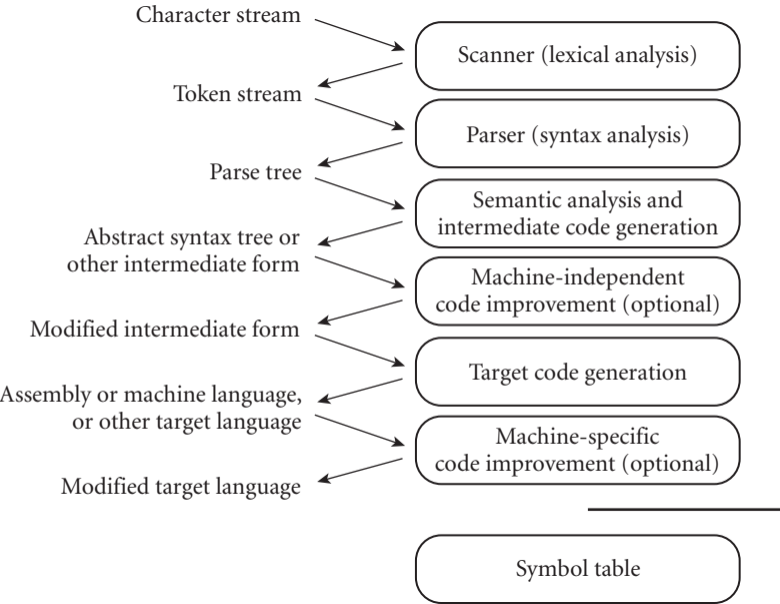 Character stream
Scanner (lexical analysis)
Token stream
Parser (syntax analysis)
Parse tree
Semantic analysis and
intermediate code generation
Abstract syntax tree or
other intermediate form
Machine-independent
code improvement (optional)
Modified intermediate form
Target code generation
Assembly or machine language,
or other target language
Machine-specific
code improvement (optional)
Modified target language
Symbol table